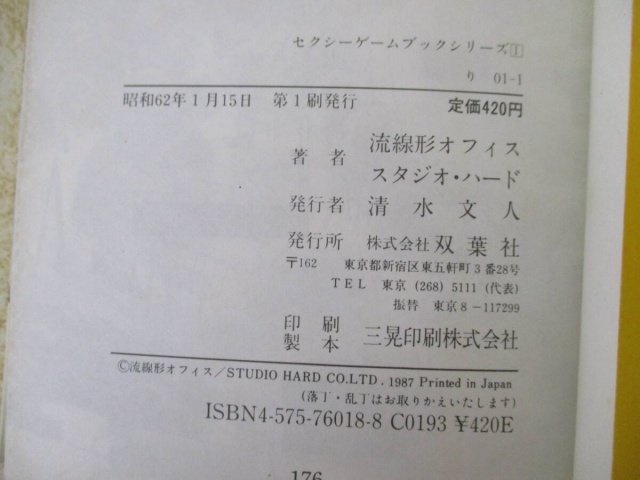 セクシーゲームブックシリーズ1
り 01-1
昭和62年1月15日 第1刷発行 定価420円
著者 流線形オフィス
スタジオ・ハード
発行者 清水文人
発行所 株式会社双葉社
〒162 東京都新宿区東五軒町3番28号
TEL 東京 (268) 5111 (代表)
振替 東京8-117299
印刷
製本 三晃印刷株式会社
©流線形オフィス/STUDIO HARD CO.LTD. 1987 Printed in Japan
(落丁・乱丁はお取りかえいたします)
ISBN4-575-76018-8 C0193 ¥420E
176